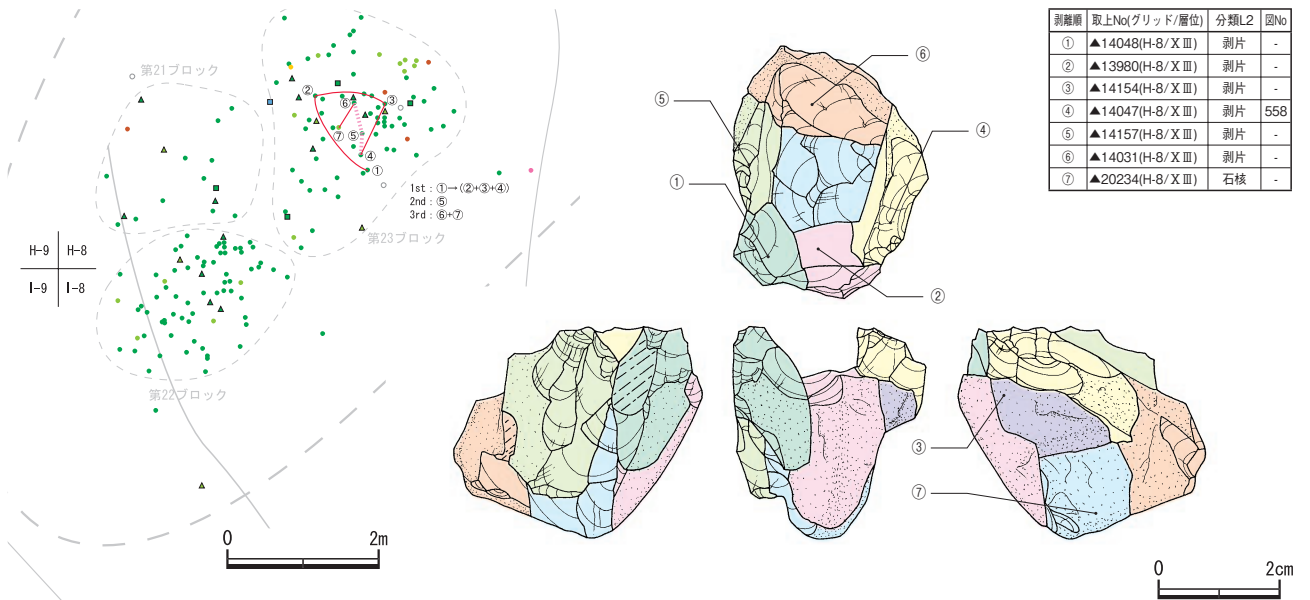 第21ブロック
②
⑥
③
⑦
⑤
④
①
1st : ①→(②+③+④)
2nd : ⑤
3rd : ⑥+⑦
第23ブロック
H-9 H-8
I-9 I-8
第22ブロック
0 2m
⑥
⑤
④
①
②
③
⑦
0 2cm
剥離順 取上No(グリッド/層位) 分類L2 図No
① ▲14048(H-8/ⅩⅢ) 剥片 -
② ▲13980(H-8/ⅩⅢ) 剥片 -
③ ▲14154(H-8/ⅩⅢ) 剥片 -
④ ▲14047(H-8/ⅩⅢ) 剥片 558
⑤ ▲14157(H-8/ⅩⅢ) 剥片 -
⑥ ▲14031(H-8/ⅩⅢ) 剥片 -
⑦ ▲20234(H-8/ⅩⅢ) 石核 -